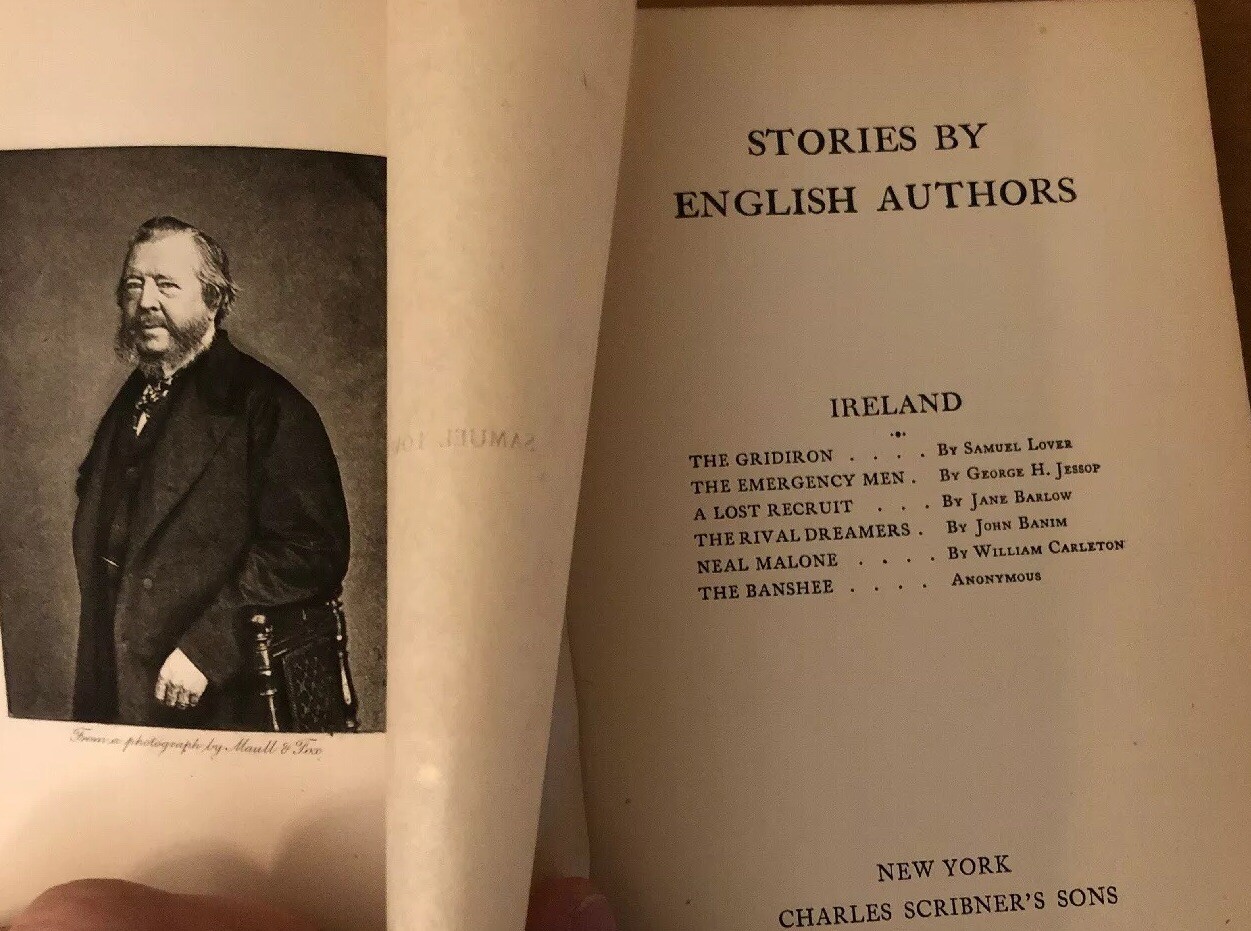 From a photograph by Maull & Fox
SAMUEL LO
STORIES BY
ENGLISH AUTHORS
IRELAND
THE GRIDIRON . . . . By Samuel Lover
THE EMERGENCY MEN . By George H. Jessop
A LOST RECRUIT . . . By Jane Barlow
THE RIVAL DREAMERS . By John Banim
NEAL MALONE . . . . By William Carleton
THE BANSHEE . . . . Anonymous
NEW YORK
CHARLES SCRIBNER'S SONS